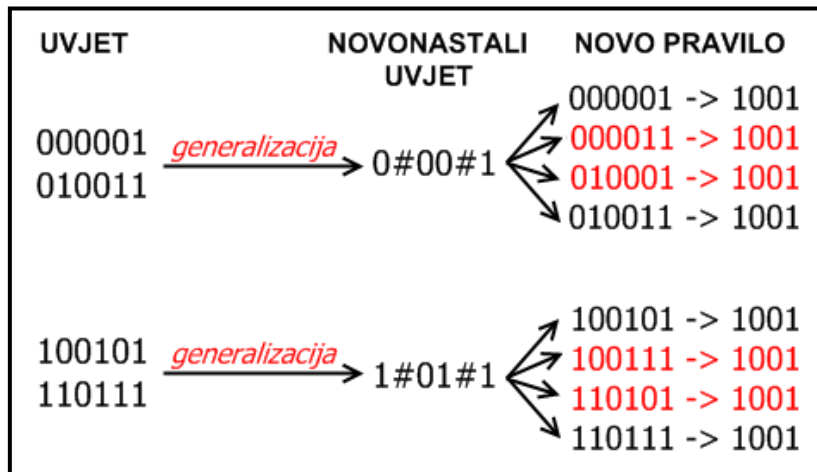 UVJET
NOVONASTALI
UVJET
NOVO PRAVILO
000001
010011
generalizacija
0#00#1
000001 -> 1001
000011 -> 1001
010001 -> 1001
010011 -> 1001
100101
110111
generalizacija
1#01#1
100101 -> 1001
100111 -> 1001
110101 -> 1001
110111 -> 1001